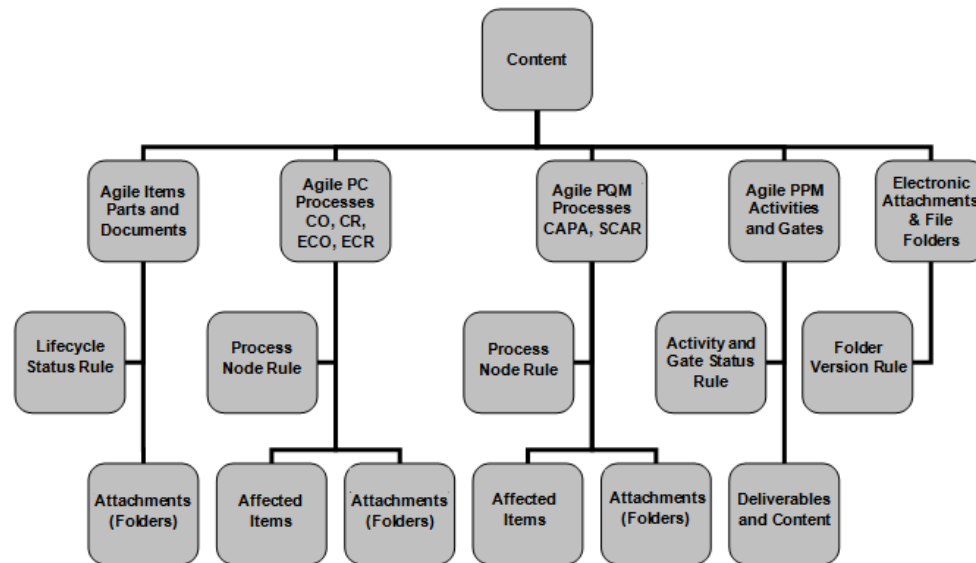 Content
Agile Items
Parts and
Documents
Agile PC
Processes
CO, CR,
ECO, ECR
Agile PQM
Processes
CAPA, SCAR
Agile PPM
Activities
and Gates
Electronic
Attachments
& File
Folders
Lifecycle
Status Rule
Process
Node Rule
Process
Node Rule
Activity and
Gate Status
Rule
Folder
Version Rule
Attachments
(Folders)
Affected
Items
Attachments
(Folders)
Affected
Items
Attachments
(Folders)
Deliverables
and Content